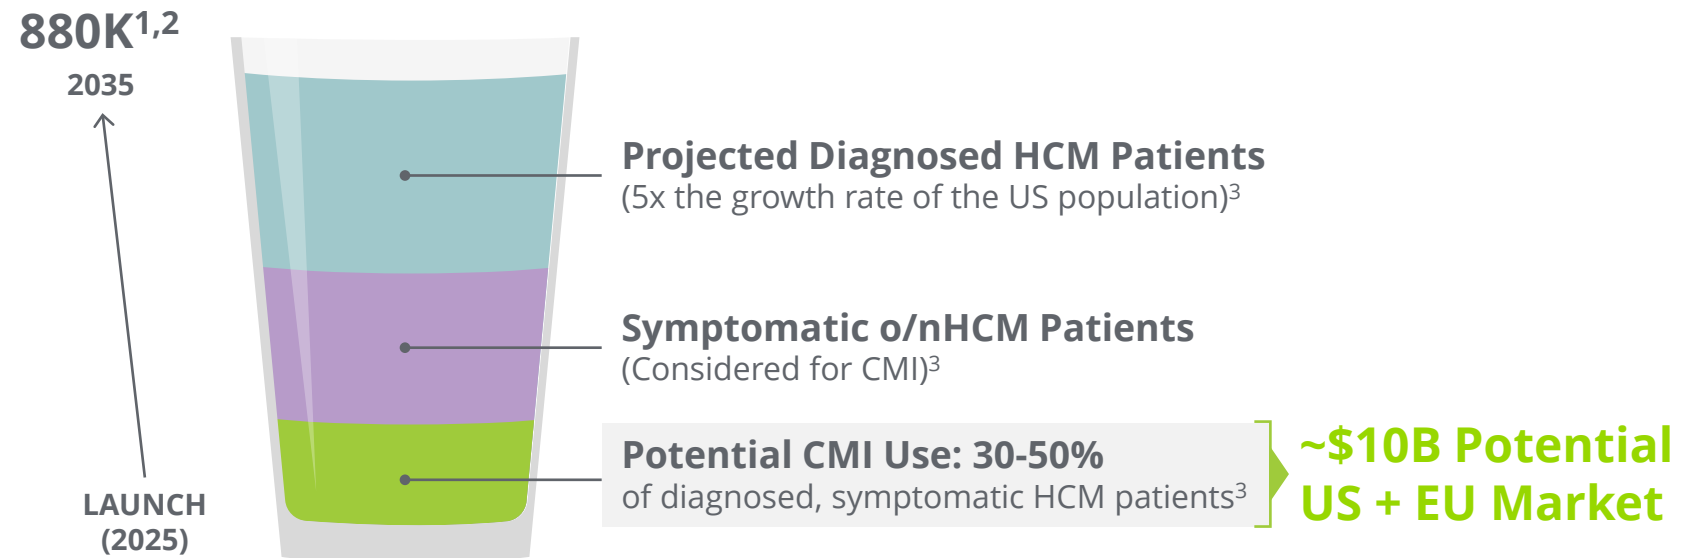 880K1,2
2035
LAUNCH
(2025)
Projected Diagnosed HCM Patients
(5x the growth rate of the US population)3
Symptomatic o/nHCM Patients
(Considered for CMI)3
Potential CMI Use: 30-50%
of diagnosed, symptomatic HCM patients3
~$10B Potential
US + EU Market